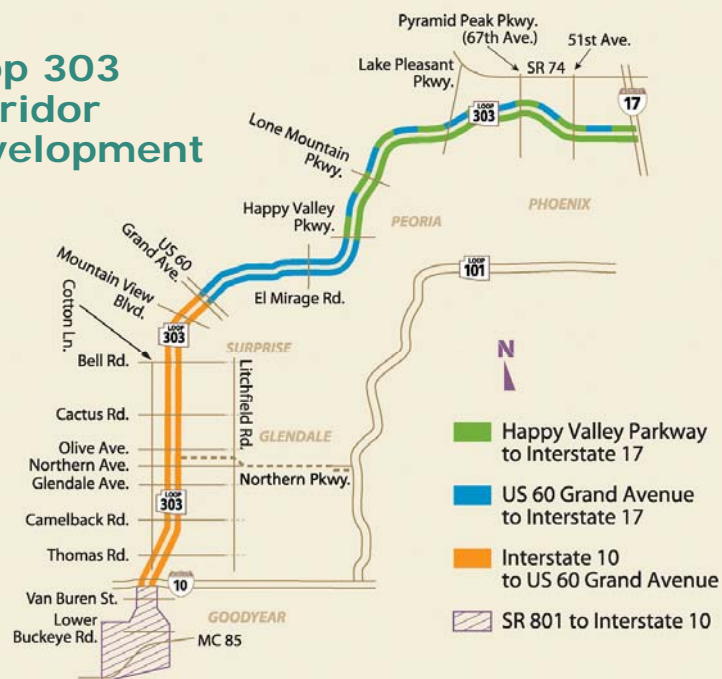 op 303
ridor
velopment
Pyramid Peak Pkwy.
(67th Ave.)
51st Ave.
Lake Pleasant
Pkwy.
SR 74
17
LOOP
303
Lone Mountain
Pkwy.
Happy Valley
Pkwy.
PEORIA
PHOENIX
US 60
Grand Ave.
LOOP
101
Mountain View
Blvd.
El Mirage Rd.
Cotton Ln.
LOOP
303
SURPRISE
N
Bell Rd.
Litchfield Rd.
Cactus Rd.
GLENDALE
Olive Ave.
Northern Ave.
Glendale Ave.
Northern Pkwy.
LOOP
303
Camelback Rd.
Thomas Rd.
10
Van Buren St.
Lower
Buckeye Rd.
GOODYEAR
MC 85
Happy Valley Parkway
to Interstate 17
US 60 Grand Avenue
to Interstate 17
Interstate 10
to US 60 Grand Avenue
SR 801 to Interstate 10